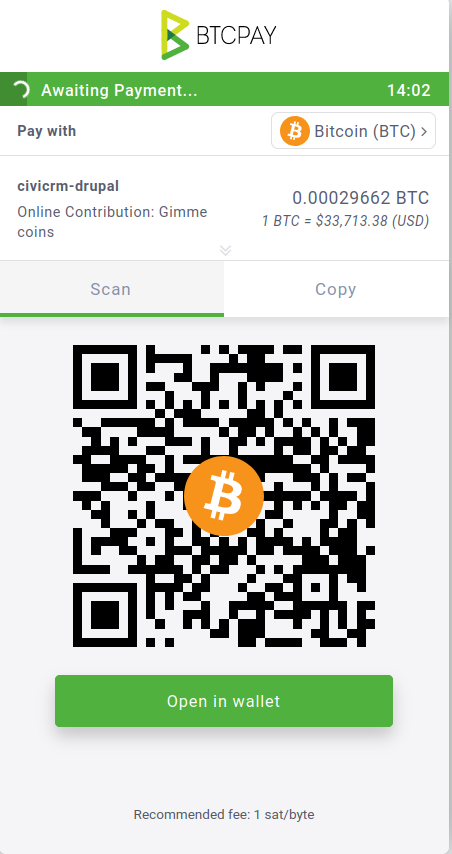 BTCPAY
Awaiting Payment... 14:02
Pay with Bitcoin (BTC)
civicrm-drupal
Online Contribution: Gimme
coins
0.00029662 BTC
1 BTC = $33,713.38 (USD)
Scan Copy
Open in wallet
Recommended fee: 1 sat/byte